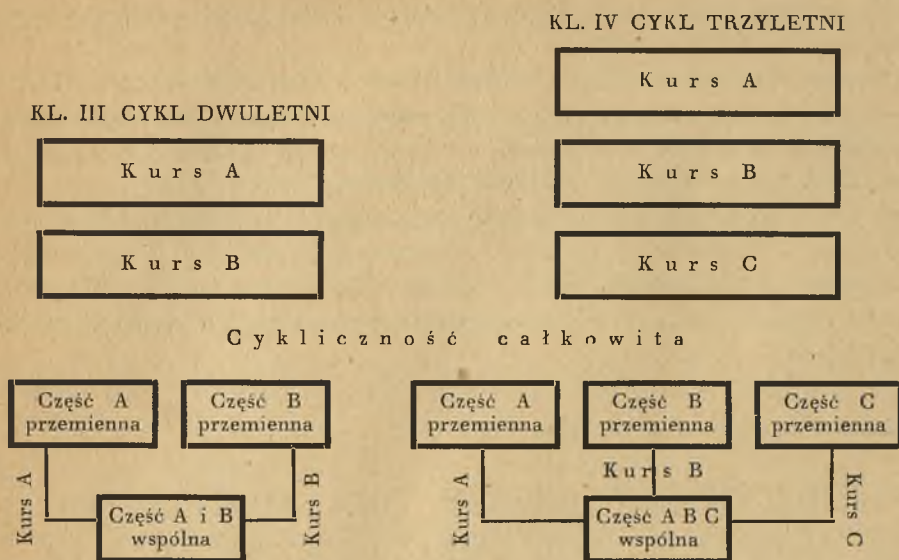 KL. IV CYKL TRZYLETNI
Kurs A
KL. III CYKL DWULETNI
Kurs A
Kurs B
Kurs B
Kurs C
Cykliczność całkowita
Część A
przemienna
Część B
przemienna
Część A
przemienna
Część B
przemienna
Część C
przemienna
Kurs A
Kurs B
Kurs A
Kurs B
Kurs C
Część A i B
wspólna
Część A B C
wspólna